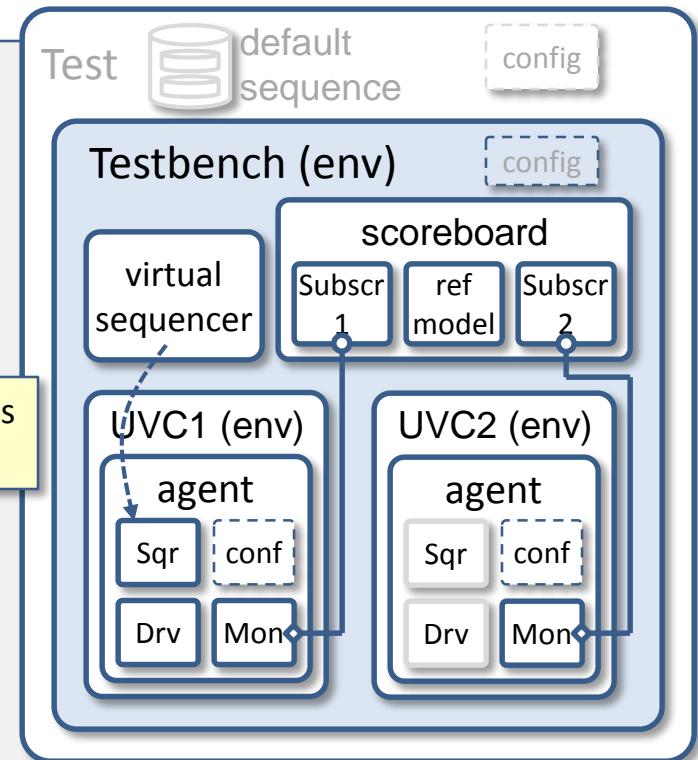 Test
default
sequence
config
Testbench (env)
config
scoreboard
virtual
sequencer
Subscr
1
ref
model
Subscr
2
s
UVC1 (env)
UVC2 (env)
agent
agent
Sqr
conf
Sqr
conf
Drv
Mon
Drv
Mon